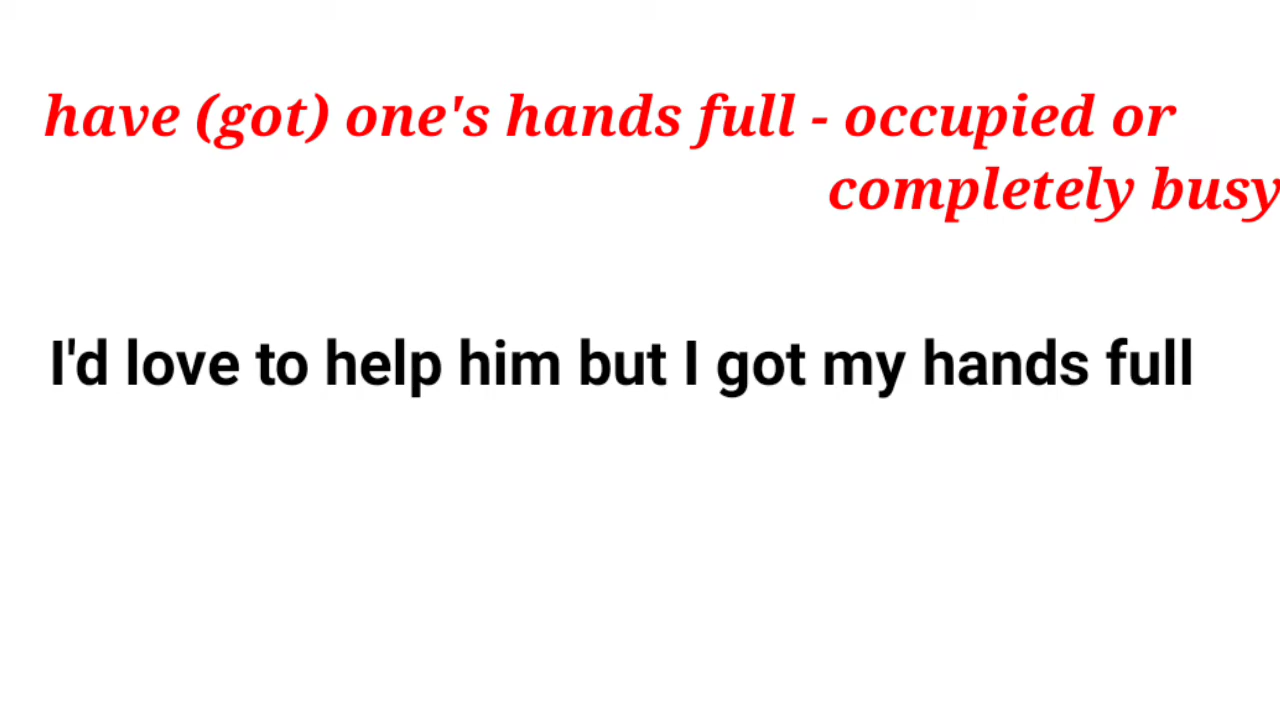 have (got) one's hands full - occupied or
completely busy
I'd love to help him but I got my hands full